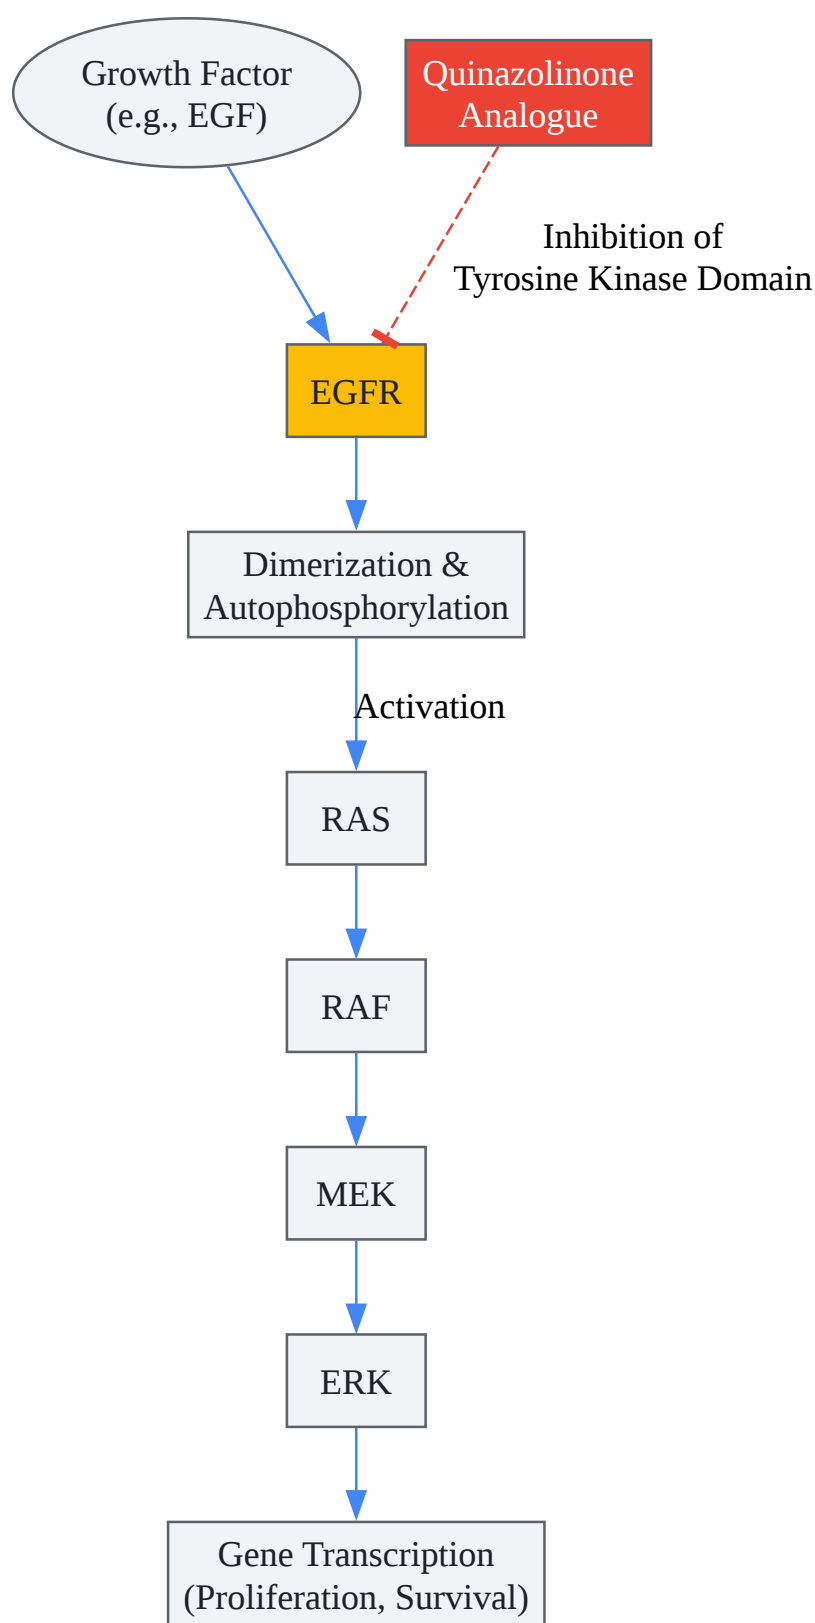 Growth Factor
(e.g., EGF)
Quinazolinone
Analogue
Inhibition of
Tyrosine Kinase Domain
EGFR
Dimerization &
Autophosphorylation
Activation
RAS
RAF
MEK
ERK
Gene Transcription
(Proliferation, Survival)